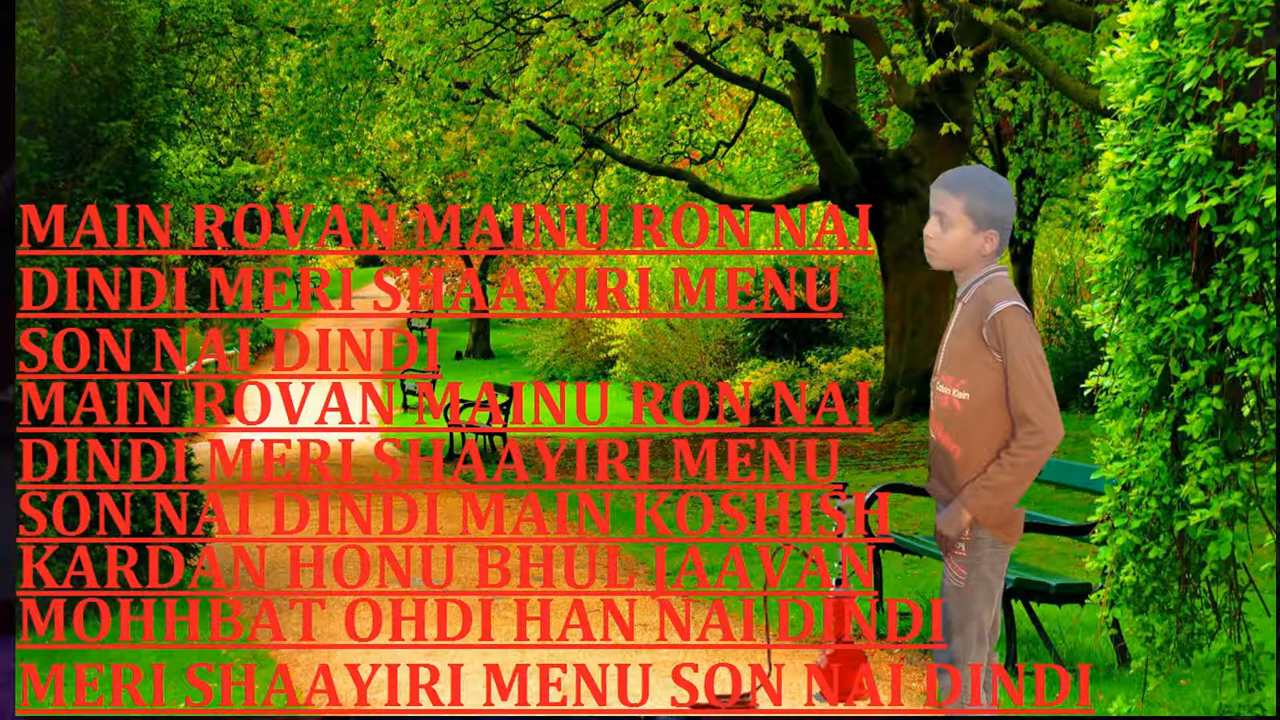 MAIN ROVAN MAINU RON NAI
DINDI MERI SHAAYIRI MENU
SON NAI DINDI
MAIN ROVAN MAINU RON NAI
DINDI MERI SHAAYIRI MENU
SON NAI DINDI MAIN KOSHISH
KARDAN HONU BHUL JAAVAN
MOHHBAT OHDI HAN NAI DINDI
MERI SHAAYIRI MENU SON NAI DINDI
Calvin Klein